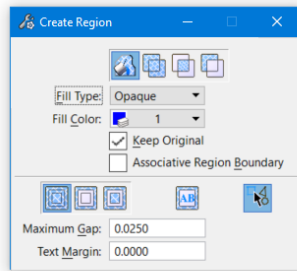 Create Region
Fill Type: Opaque
Fill Color: 1
Keep Original
Associative Region Boundary
AB
Maximum Gap: 0.0250
Text Margin: 0.0000